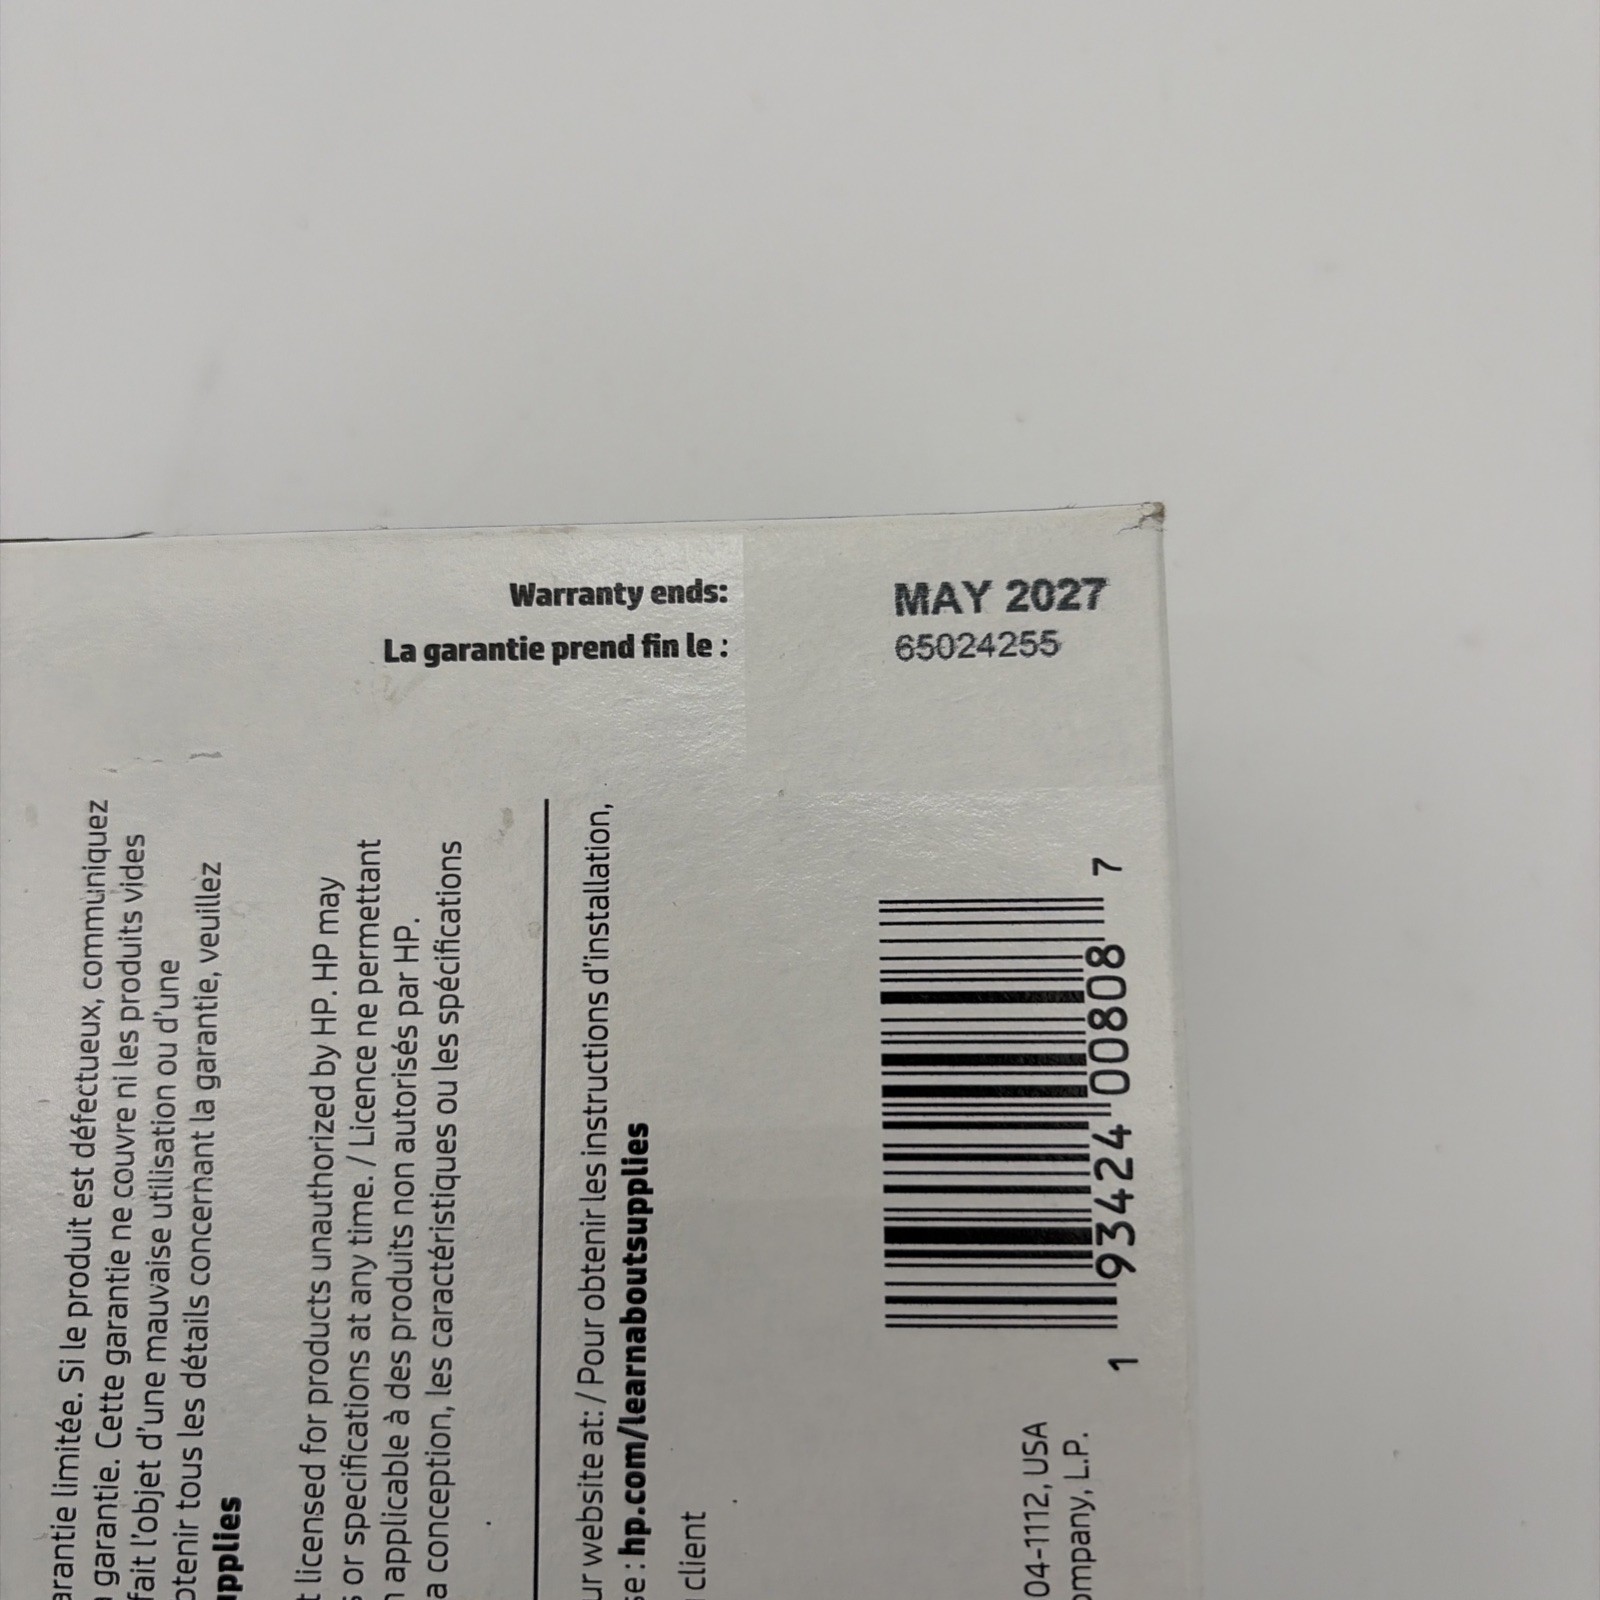 Warranty ends: MAY 2027
La garantie prend fin le : 65024255
garantie limitée. Si le produit est défectueux, communiquez
garantie. Cette garantie ne couvre ni les produits vides
fait l'objet d'une mauvaise utilisation ou d'une
obtenir tous les détails concernant la garantie, veuillez
licensed for products unauthorized by HP. HP may
or specifications at any time. / Licence ne permettant
applicable à des produits non autorisés par HP.
a conception, les caractéristiques ou les spécifications
website at: / Pour obtenir les instructions d'installation,
: hp.com/learnaboutsupplies
client
04-1112, USA
L.P.
1 93424 00808 7